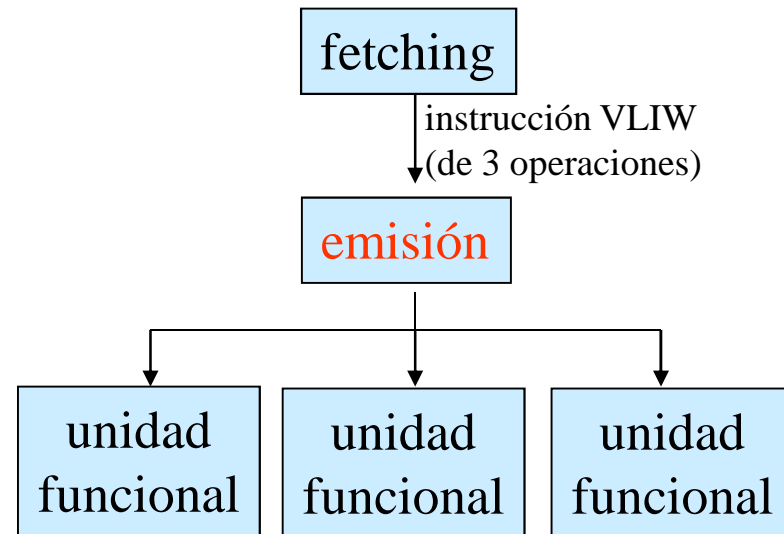 fetching
instrucción VLIW
(de 3 operaciones)
emisión
unidad
funcional
unidad
funcional
unidad
funcional